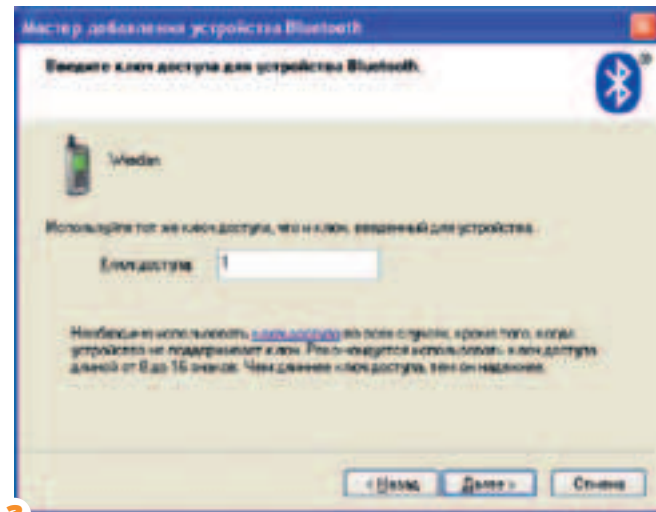 Мастер добавления устройства Bluetooth
Введите ключ доступа для устройства Bluetooth.
Используйте тот же ключ доступа, что и ключ, введенный для устройства.
Ключ доступа: 1
Необходимо использовать ключ доступа во всех случаях, кроме того, когда
устройство не поддерживает ключ. Рекомендуется использовать ключ доступа
длиной от 8 до 16 знаков. Чем длиннее ключ доступа, тем он надежнее.
< Назад
Далее >
Отмена